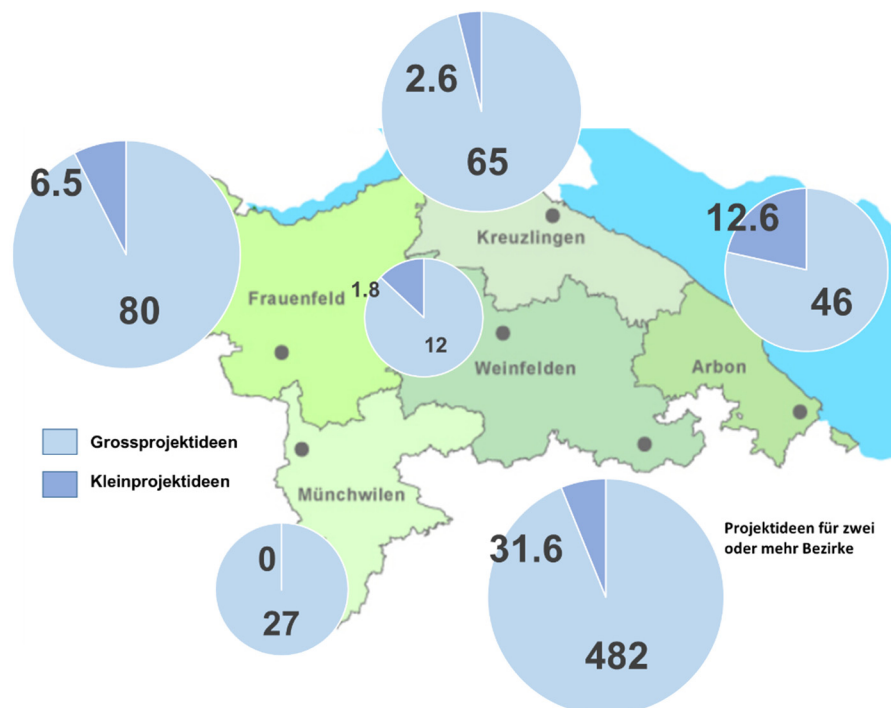 2.6
65
6.5
80
12.6
46
Kreuzlingen
1.8
12
Frauenfeld
Weinfelden
Arbon
Grossprojektideen
Kleinprojektideen
Münchwilen
0
27
31.6
482
Projektideen für zwei
oder mehr Bezirke